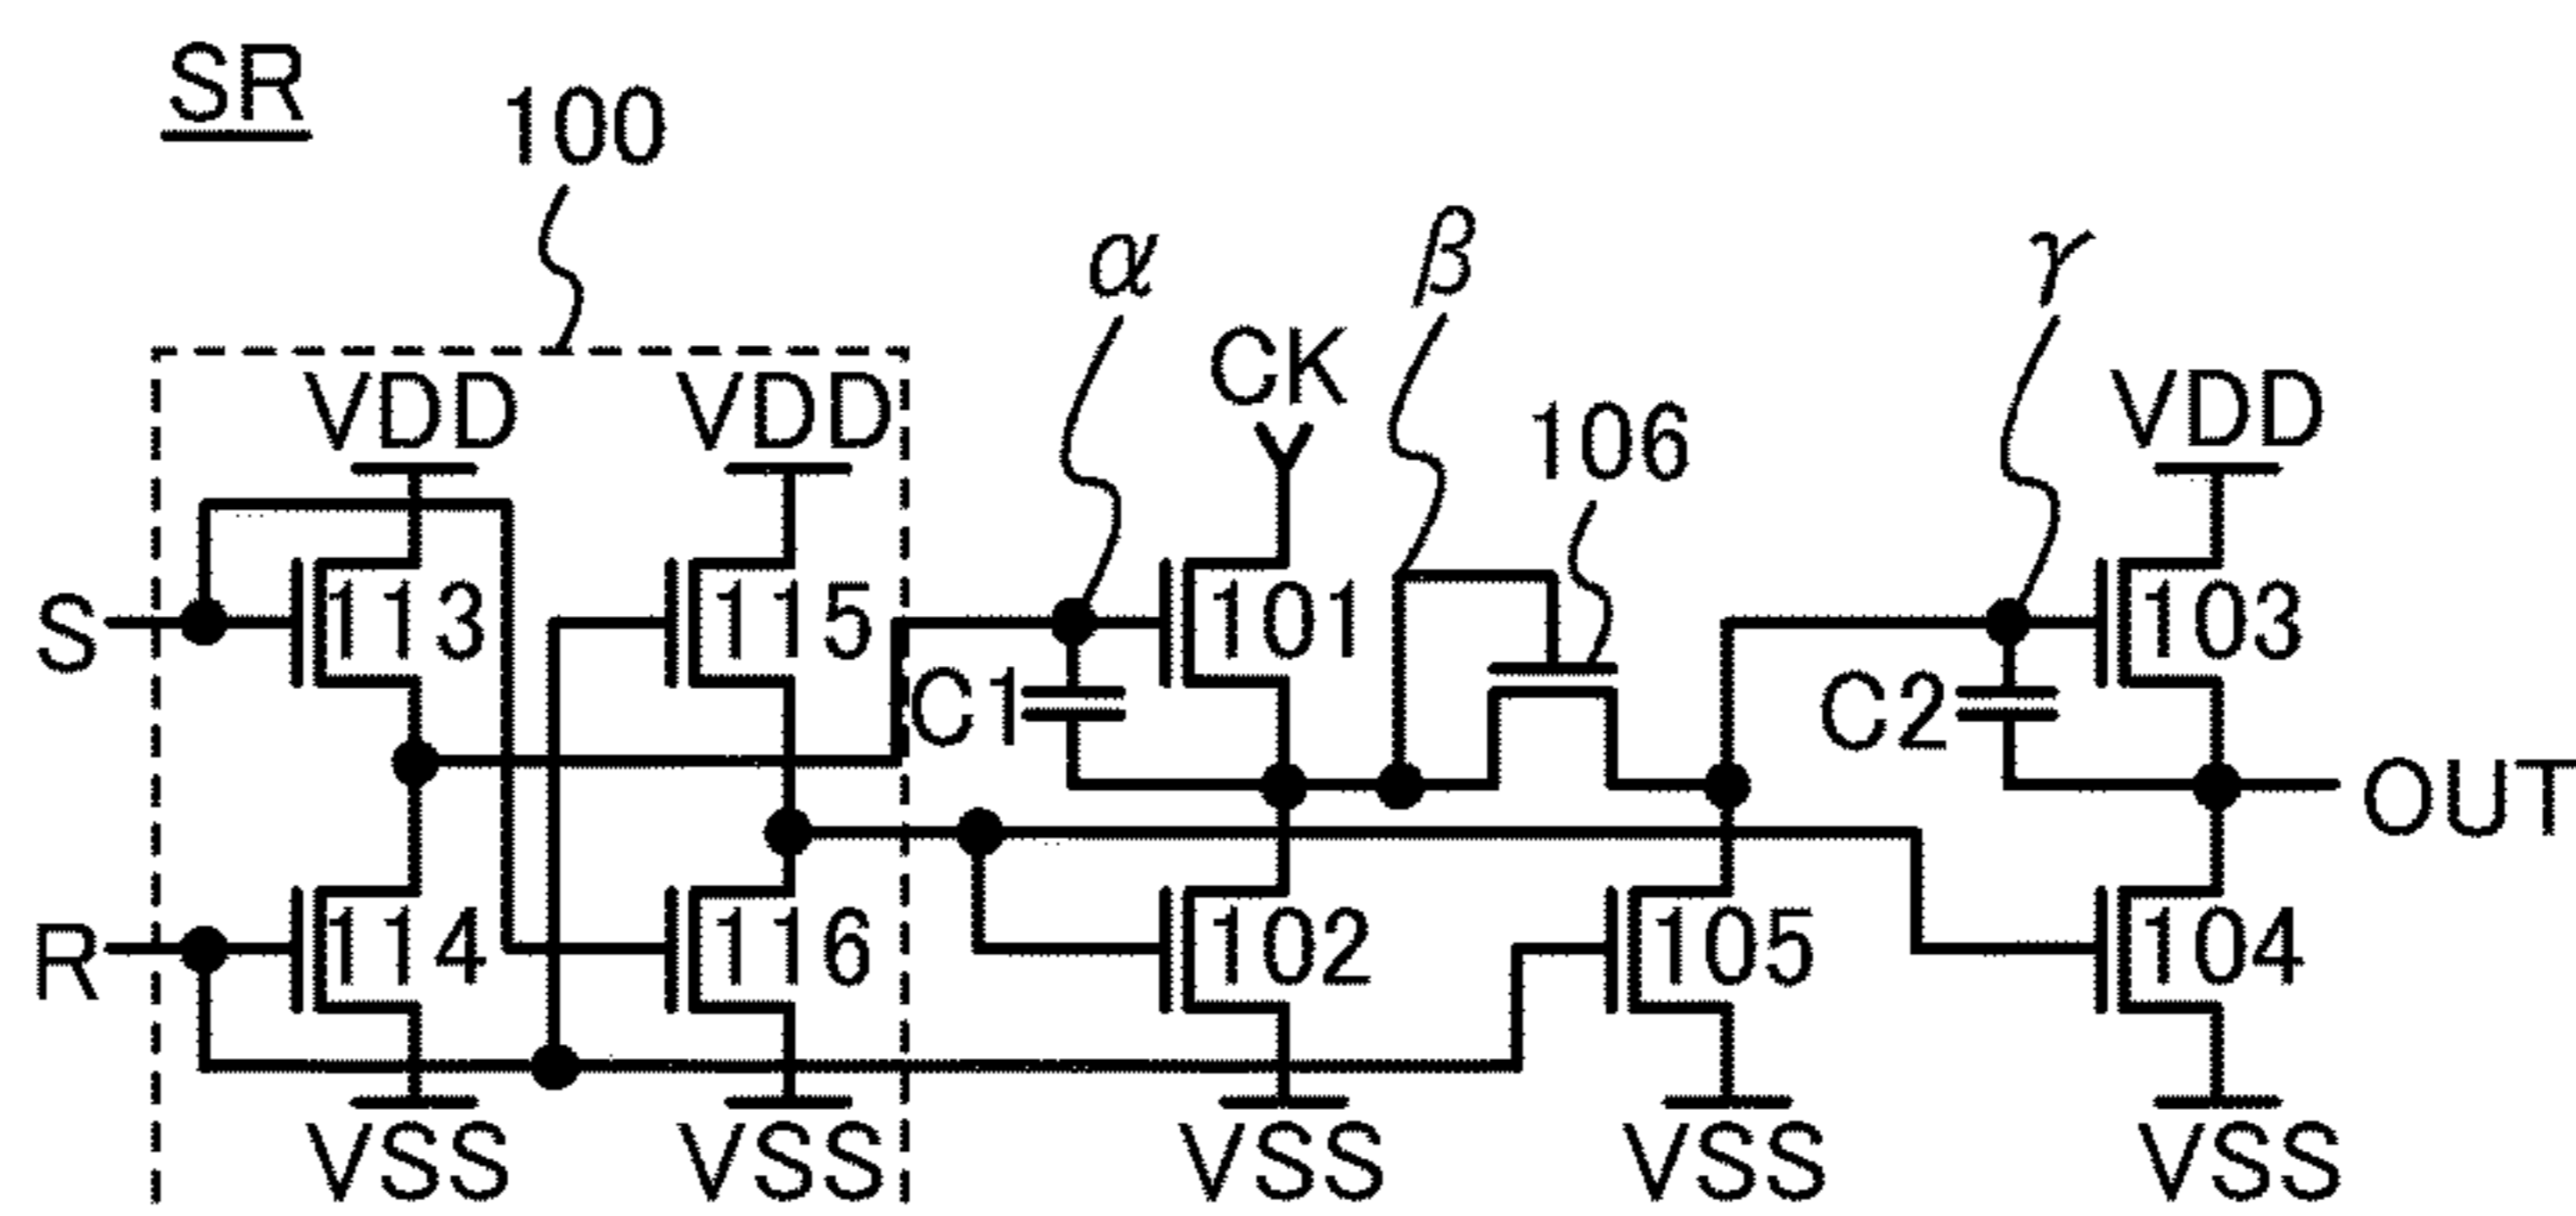 SR
100
α β γ
CK
VDD VDD 106 VDD
S 113 115 101 103
C1 C2
OUT
R 114 116 102 105 104
VSS VSS VSS VSS VSS